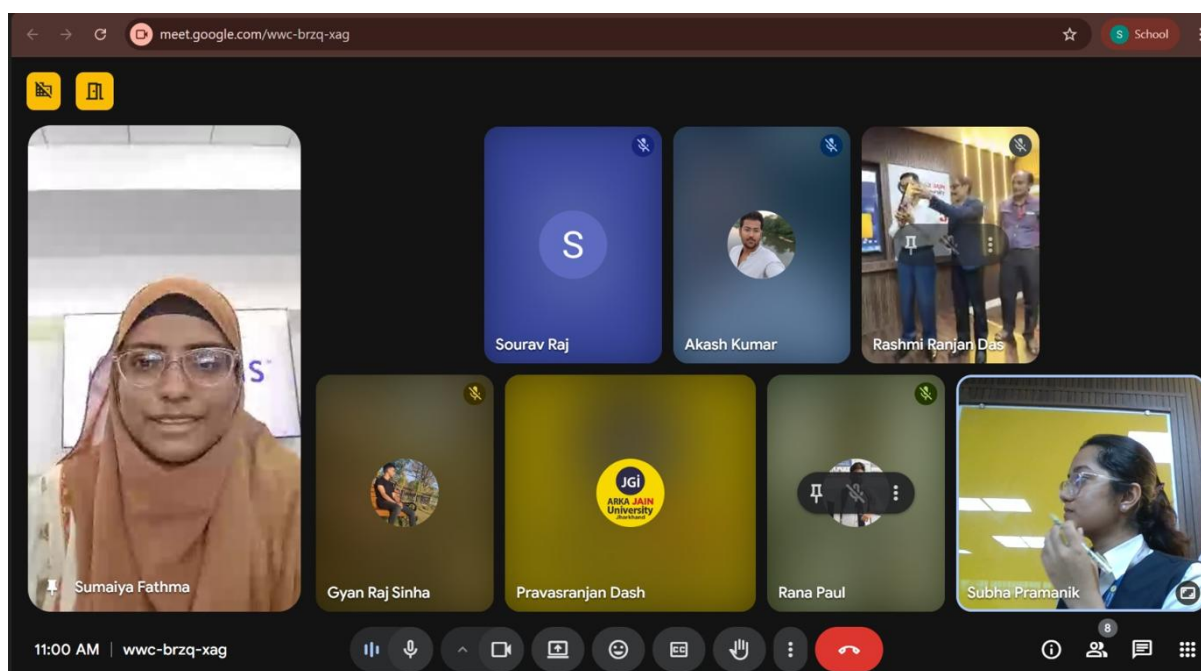 meet.google.com/wwc-brzq-xag
S School
S
S
Sourav Raj
Akash Kumar
Rashmi Ranjan Das
Sumaiya Fathma
Gyan Raj Sinha
JGi
ARKA JAIN
University
Jharkhand
Pravasranjan Dash
Rana Paul
Subha Pramanik
11:00 AM | wwc-brzq-xag
CC
8